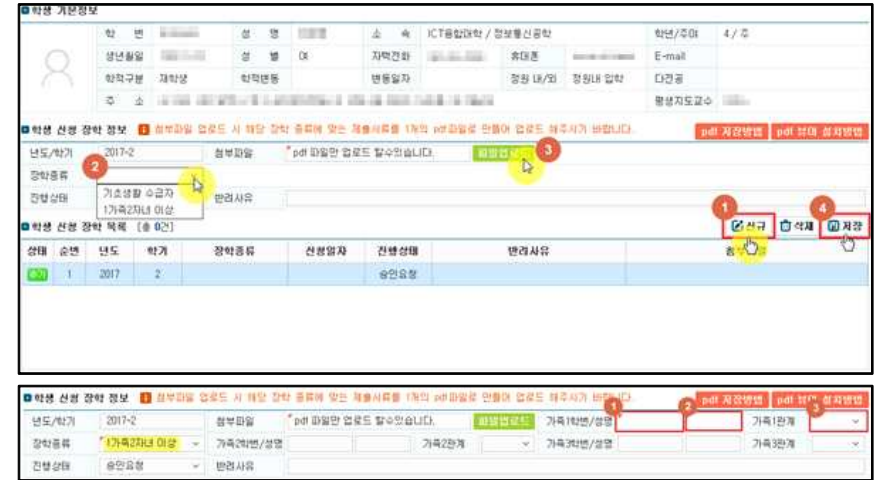 학생 기본정보
학 번 성 명 소 속 ICT융합대학 / 정보통신공학 학년/주야 4 / 주
생년월일 성 별 여 자택전화 휴대폰 E-mail
학적구분 재학생 학적변동 변동일자 정원 내/외 정원내 입학 다전공
주 소 평생지도교수
학생 신청 장학 정보 첨부파일 업로드 시 해당 장학 종류에 맞는 제출서류를 1개의 pdf파일로 만들어 업로드 해주시기 바랍니다. pdf 저장방법 pdf 뷰어 설치방법
년도/학기 2017-2 첨부파일 *pdf 파일만 업로드 할수있습니다. 파일업로드 3
장학종류 2
진행상태 기초생활 수급자 반려사유
1가족2자녀 이상
학생 신청 장학 목록 [총 0건] 1 신규 삭제 4 저장
상태 순번 년도 학기 장학종류 신청일자 진행상태 반려사유
추가 1 2017 2 승인요청
학생 신청 장학 정보 첨부파일 업로드 시 해당 장학 종류에 맞는 제출서류를 1개의 pdf파일로 만들어 업로드 해주시기 바랍니다. pdf 저장방법 pdf 뷰어 설치방법
년도/학기 2017-2 첨부파일 *pdf 파일만 업로드 할수있습니다. 파일업로드 가족1학번/성명 1 2 가족1관계 3
장학종류 *1가족2자녀 이상 가족2학번/성명 가족2관계 가족3학번/성명 가족3관계
진행상태 승인요청 반려사유